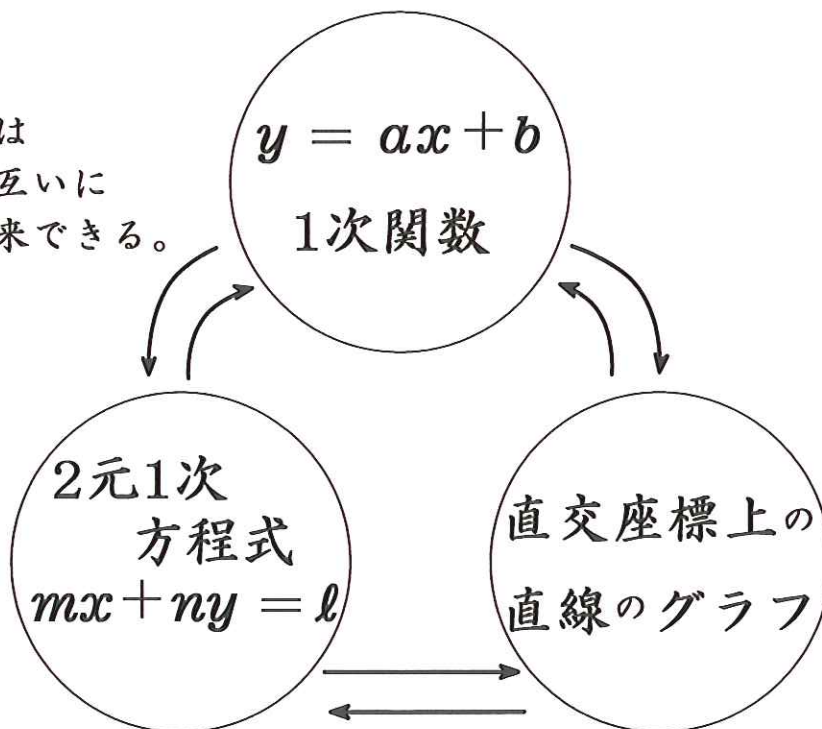 は
互いに
来できる。
y = ax + b
1次関数
2元1次
方程式
mx + ny = ℓ
直交座標上の
直線のグラフ